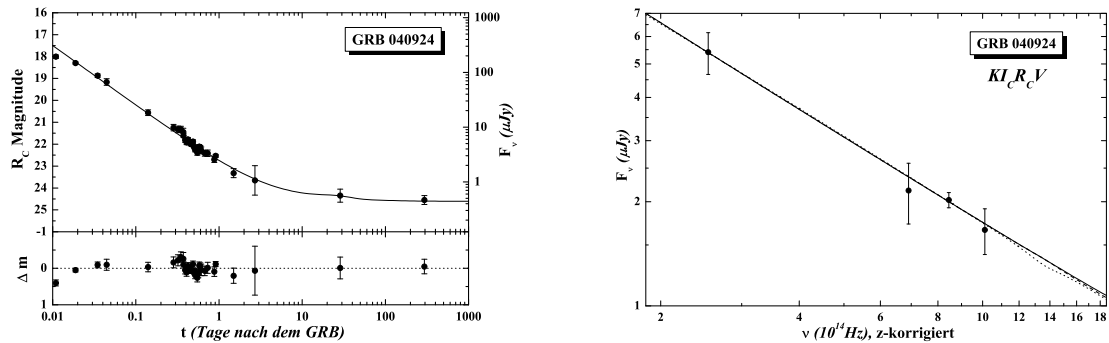 GRB 040924
R_C Magnitude
17
18
19
20
21
22
23
24
25
1000
100
10
1
F_ν (μJy)
-1
0
1
Δ m
0.01 0.1 1 10 100 1000
t (Tage nach dem GRB)
GRB 040924
KI_CR_CV
F_ν (μJy)
7
6
5
4
3
2
1
2 4 6 8 10 12 14 16 18
ν (10^14 Hz), z-korrigiert